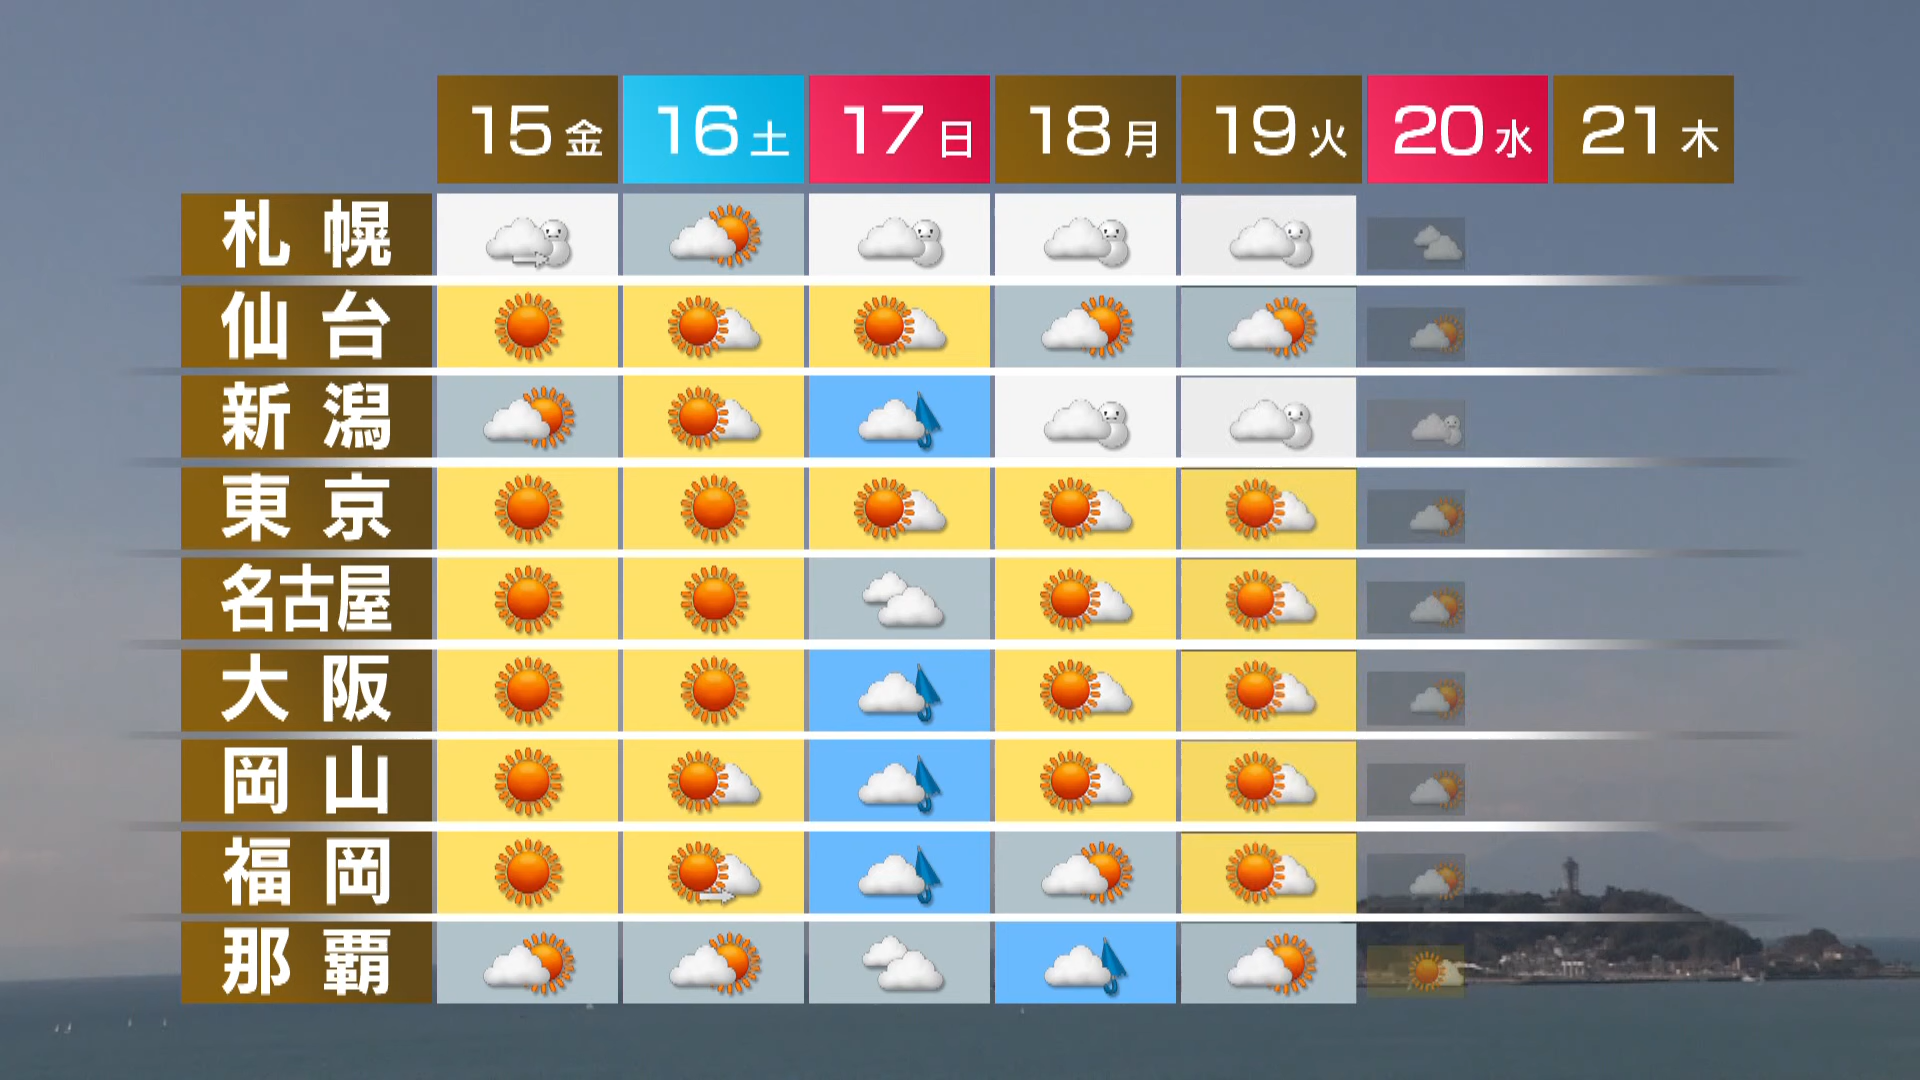 15金 16土 17日 18月 19火 20水 21木
札幌
仙台
新潟
東京
名古屋
大阪
岡山
福岡
那覇